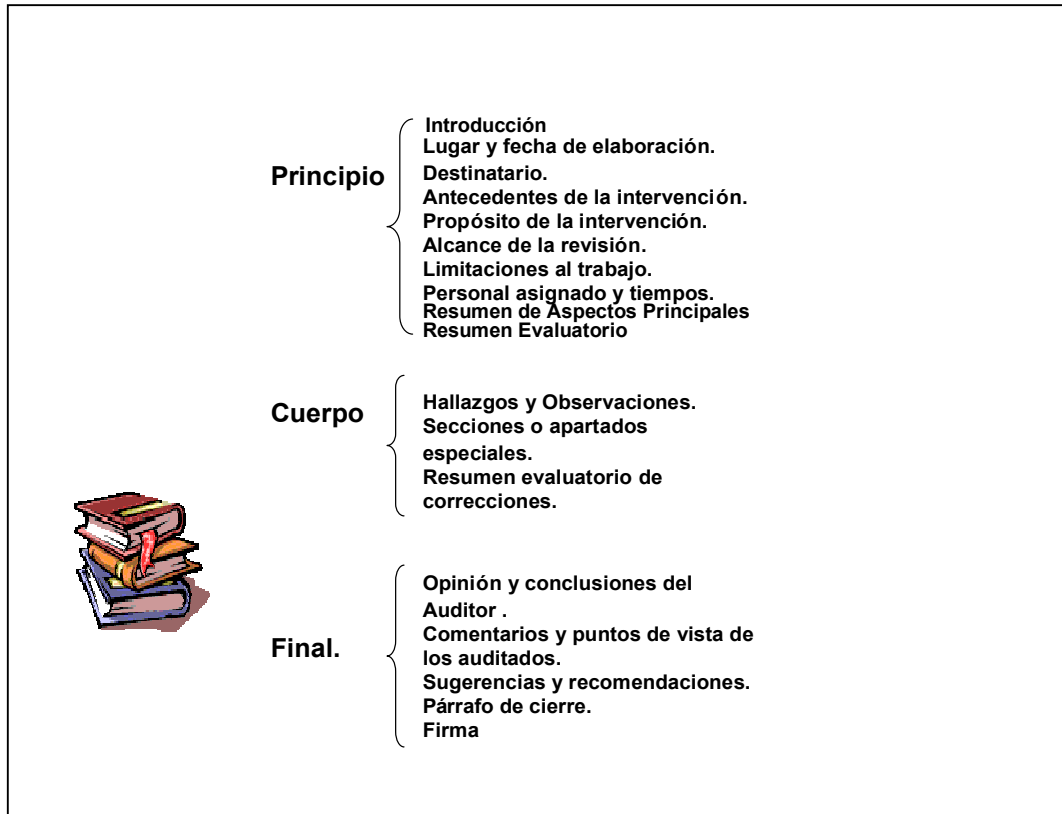 Principio
Introducción
Lugar y fecha de elaboración.
Destinatario.
Antecedentes de la intervención.
Propósito de la intervención.
Alcance de la revisión.
Limitaciones al trabajo.
Personal asignado y tiempos.
Resumen de Aspectos Principales
Resumen Evaluatorio
Cuerpo
Hallazgos y Observaciones.
Secciones o apartados
especiales.
Resumen evaluatorio de
correcciones.
Final.
Opinión y conclusiones del
Auditor .
Comentarios y puntos de vista de
los auditados.
Sugerencias y recomendaciones.
Párrafo de cierre.
Firma